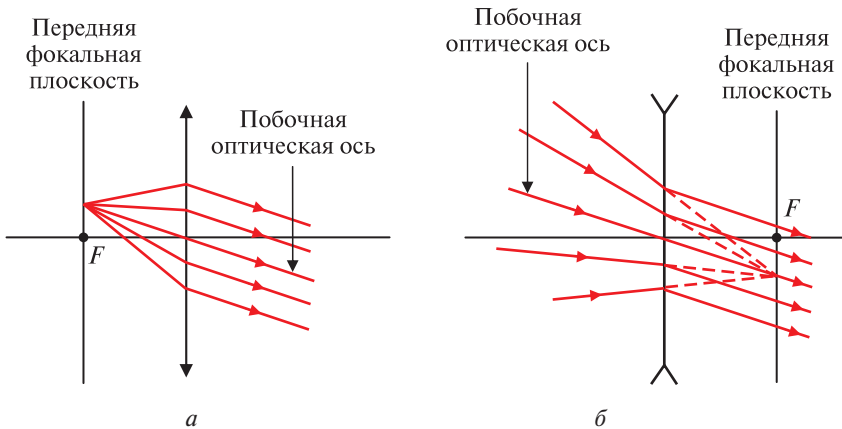 Передняя
фокальная
плоскость
Побочная
оптическая ось
F
а
Побочная
оптическая ось
Передняя
фокальная
плоскость
F
б